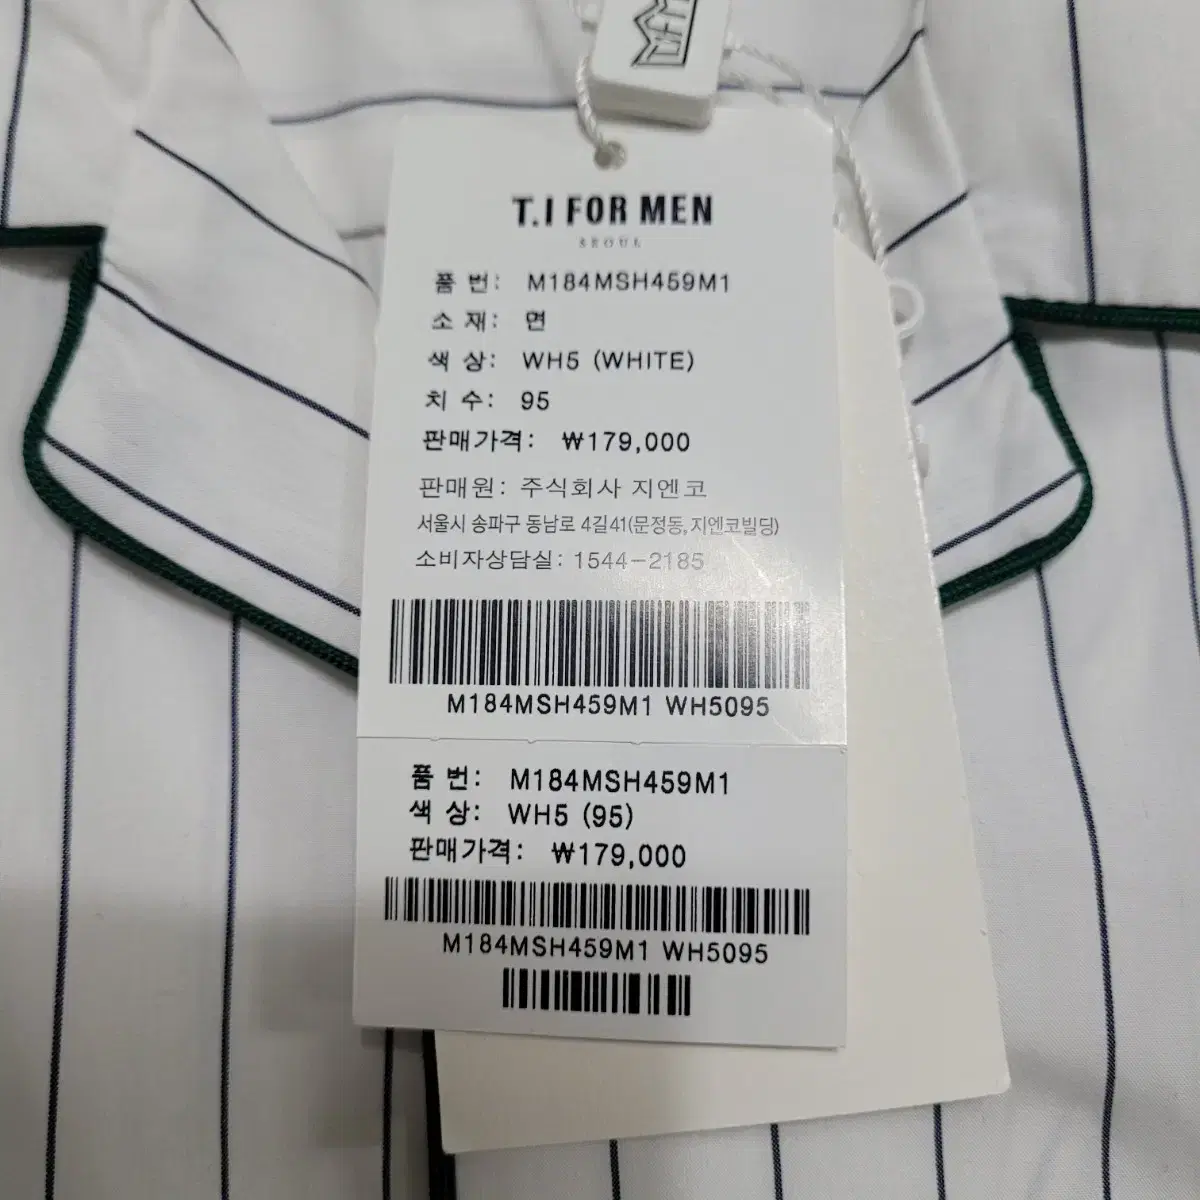 T.I FOR MEN
SEOUL
품 번: M184MSH459M1
소 재: 면
색 상: WH5 (WHITE)
치 수: 95
판매가격: ₩179,000
판매원: 주식회사 지엔코
서울시 송파구 동남로 4길41(문정동, 지엔코빌딩)
소비자상담실: 1544-2185
M184MSH459M1 WH5095
품 번: M184MSH459M1
색 상: WH5 (95)
판매가격: ₩179,000
M184MSH459M1 WH5095